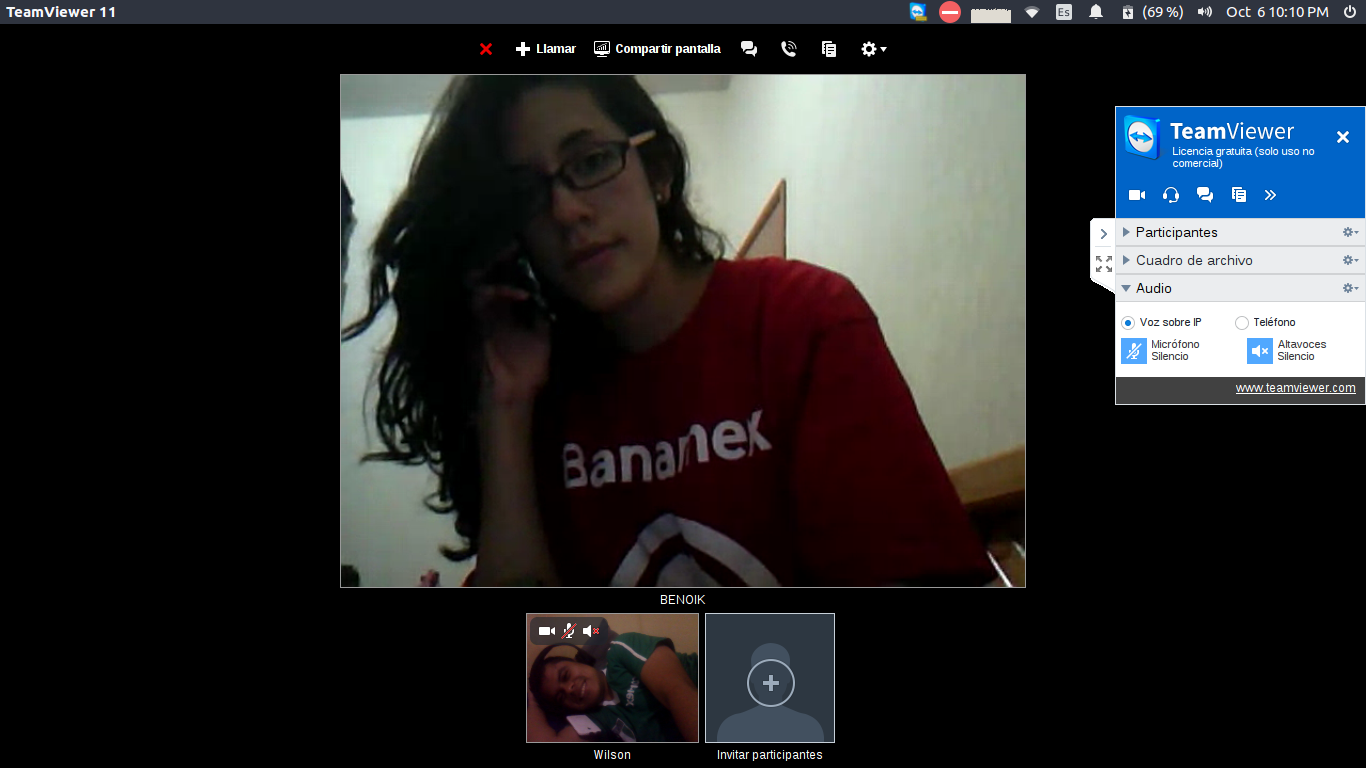 TeamViewer 11
Es
(69 %)
Oct 6 10:10 PM
Llamar
Compartir pantalla
TeamViewer
Licencia gratuita (solo uso no
comercial)
Participantes
Cuadro de archivo
Audio
Voz sobre IP
Teléfono
Micrófono
Silencio
Altavoces
Silencio
www.teamviewer.com
Banamex
BENOIK
Wilson
Invitar participantes